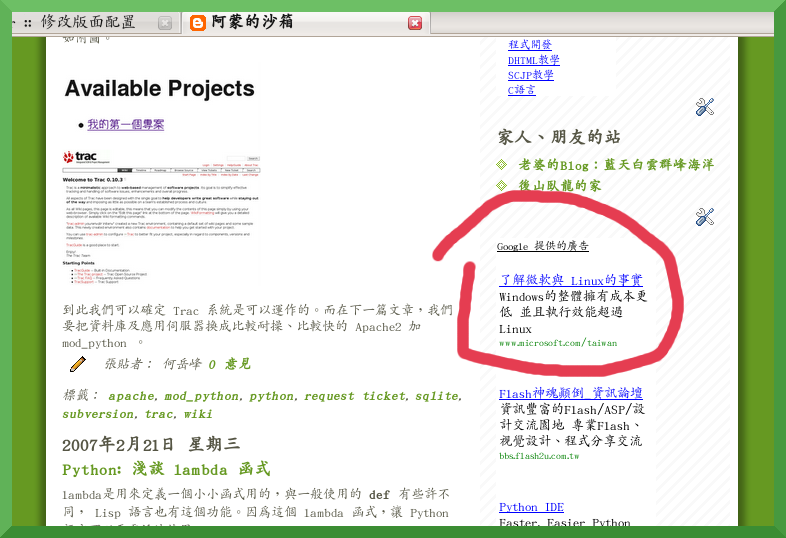 :: 修改版面配置
阿蒙的沙箱
如附圖。
Available Projects
我的第一個專案
trac
Welcome to Trac 0.10.3
Starting Points
到此我們可以確定 Trac 系統是可以運作的。而在下一篇文章，我們
要把資料庫及應用伺服器換成比較耐操、比較快的 Apache2 加
mod_python 。
張貼者： 何岳峰 0 意見
標籤： apache, mod_python, python, request ticket, sqlite,
subversion, trac, wiki
2007年2月21日 星期三
Python: 淺談 lambda 函式
lambda是用來定義一個小小函式用的，與一般使用的 def 有些許不
同， Lisp 語言也有這個功能。因為這個 lambda 函式，讓 Python
程式開發
DHTML教學
SCJP教學
C語言
家人、朋友的站
老婆的Blog：藍天白雲群峰海洋
後山臥龍的家
Google 提供的廣告
了解微軟與 Linux的事實
Windows的整體擁有成本更
低 並且執行效能超過
Linux
www.microsoft.com/taiwan
Flash神魂顛倒_資訊論壇
資訊豐富的Flash/ASP/設
計交流園地 專業Flash、
視覺設計、程式分享交流
bbs.flash2u.com.tw
Python IDE
Faster, Easier Python